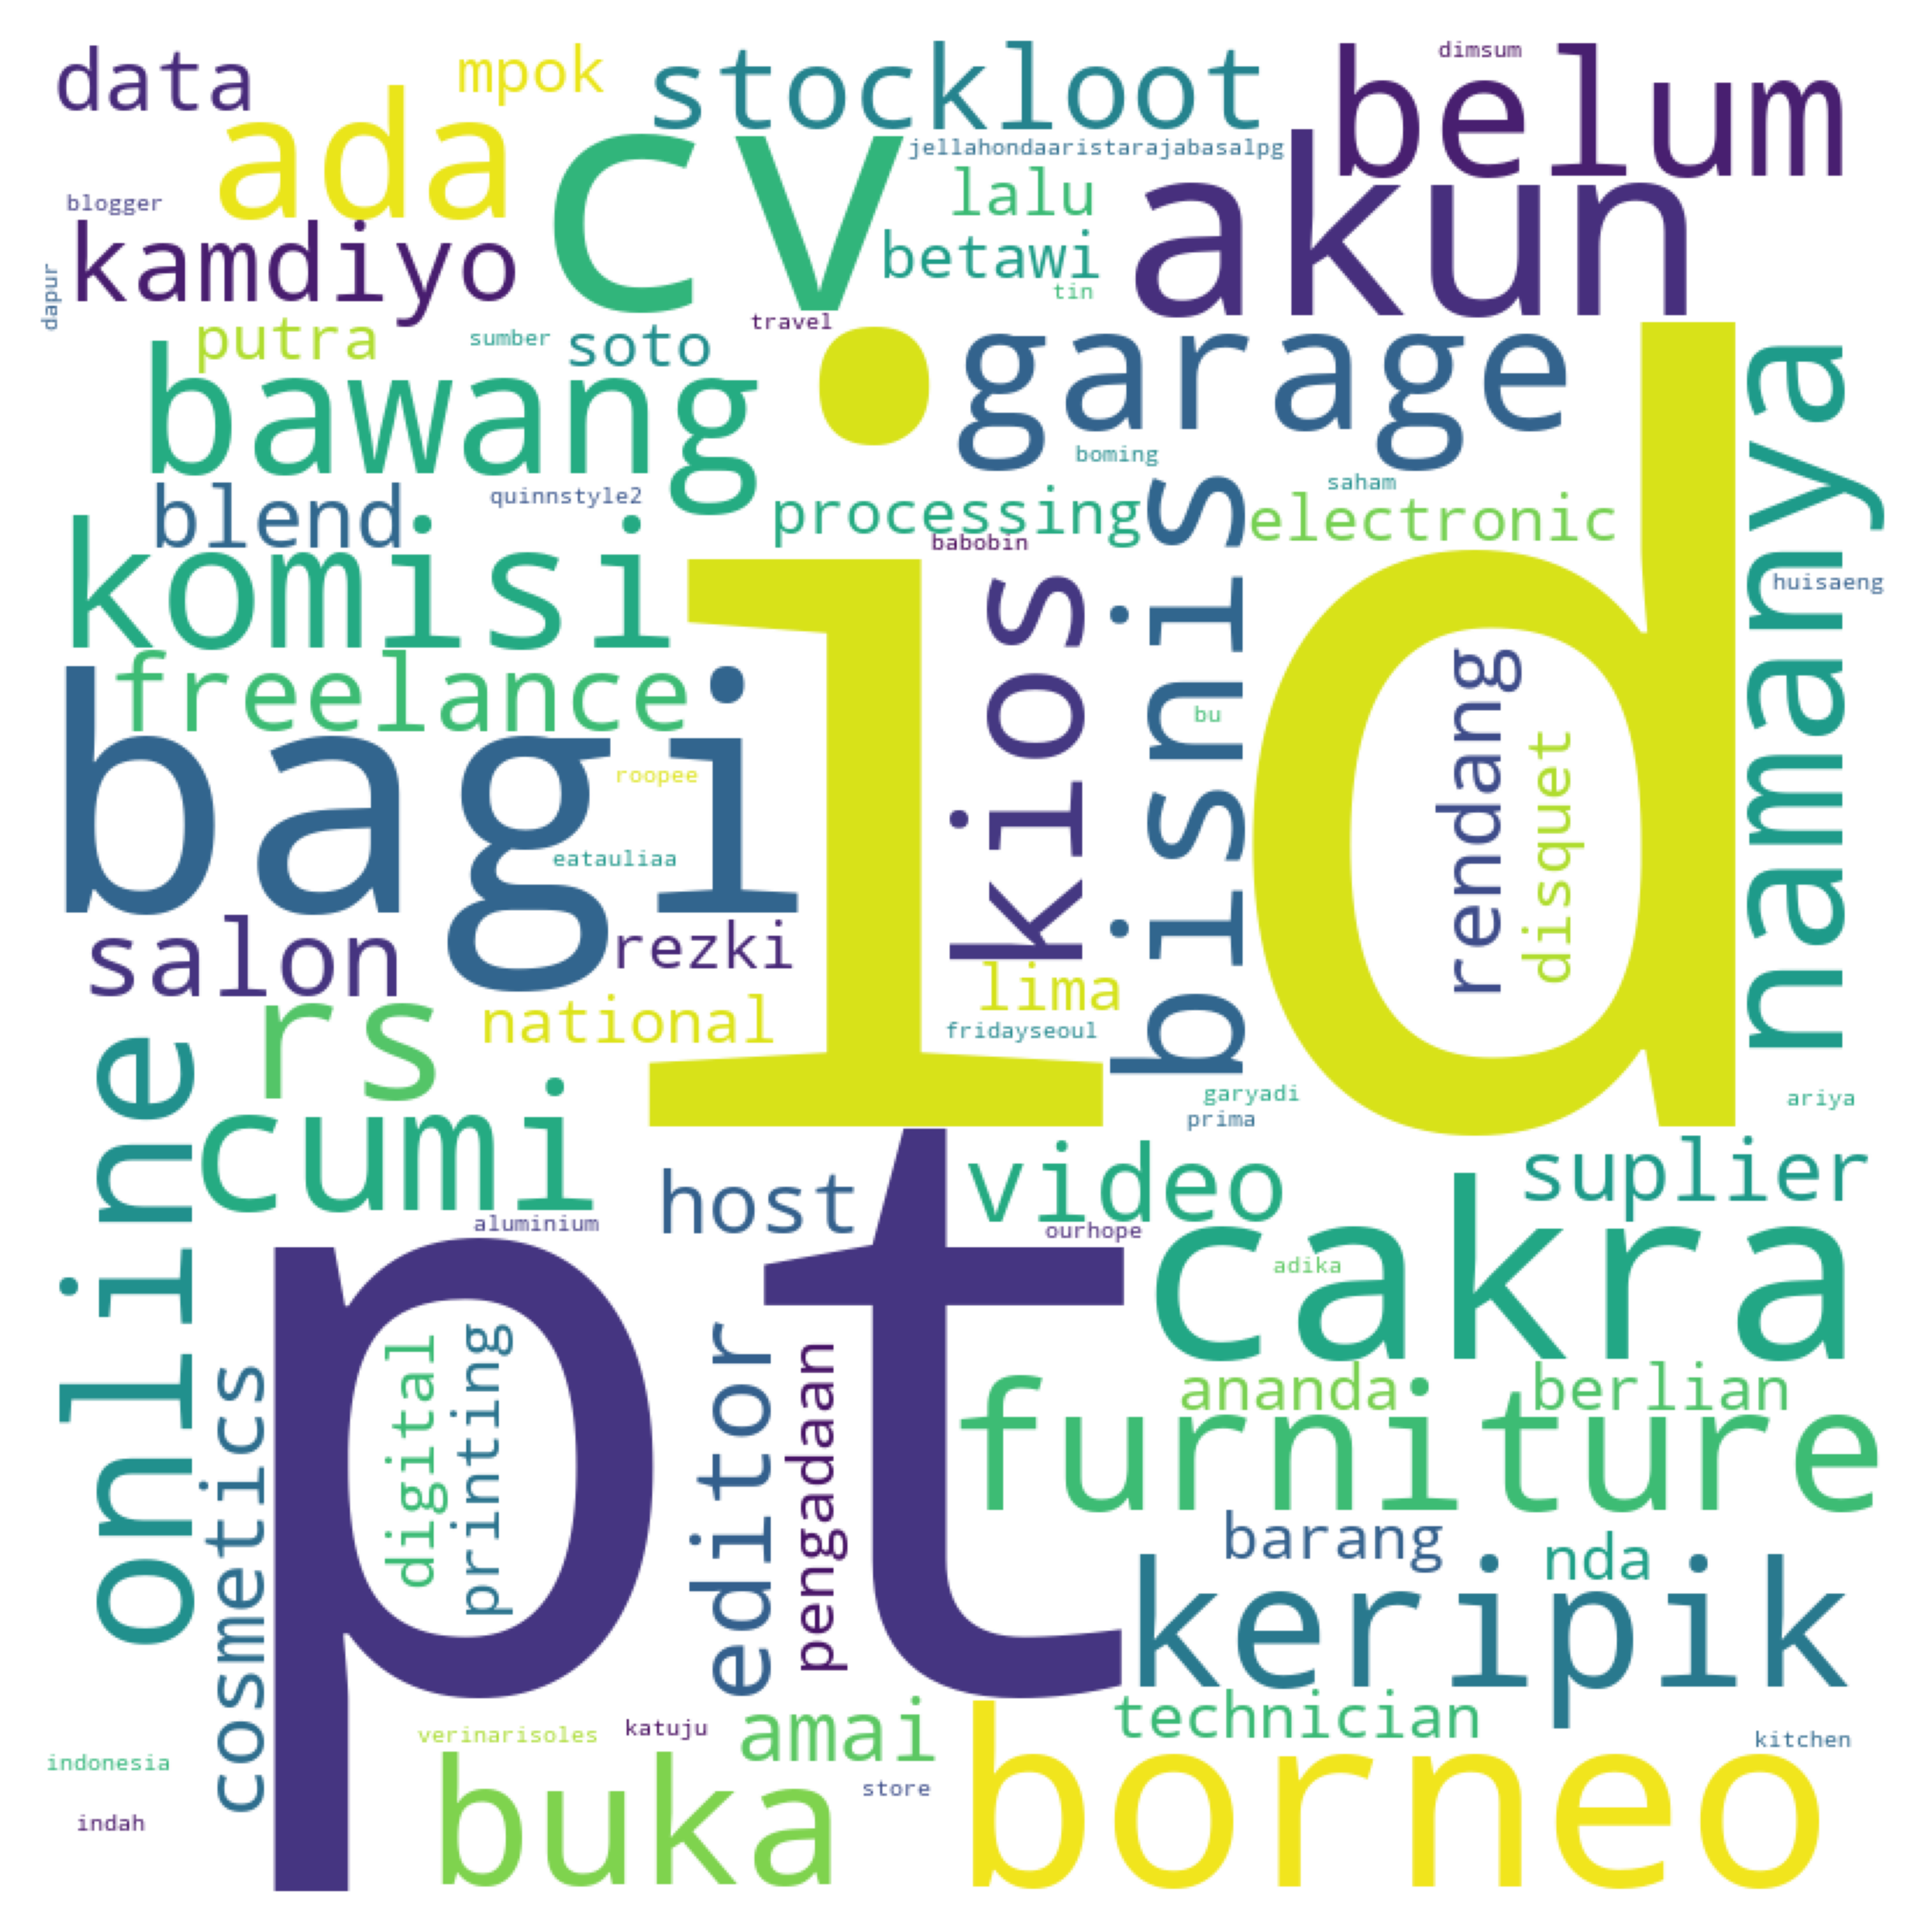 data
mpok
stockloot
dimsum
belum
ada
cv
jellahondaaristarajabasalpg
akun
blogger
lalu
kamdiyo
betawi
dapur
tin
travel
putra
sumber
soto
id
garage
namanya
bawang
boming
bisnis
saham
blend
quinnstyle2
processing
electronic
komisi
babobin
kios
huisaeng
freelance
bagi
rendang
bu
disquet
roopee
eatauliaa
salon
rezki
lima
rs
national
fridayseoul
online
cumi
garyadi
prima
ariya
pt
host
video
suplier
aluminium
ourhope
cakra
adika
digital
printing
editor
pengadaan
cosmetics
ananda
berlian
furniture
barang
nda
keripik
technician
verinarisoles
katuju
amai
borneo
kitchen
indonesia
buka
store
indah